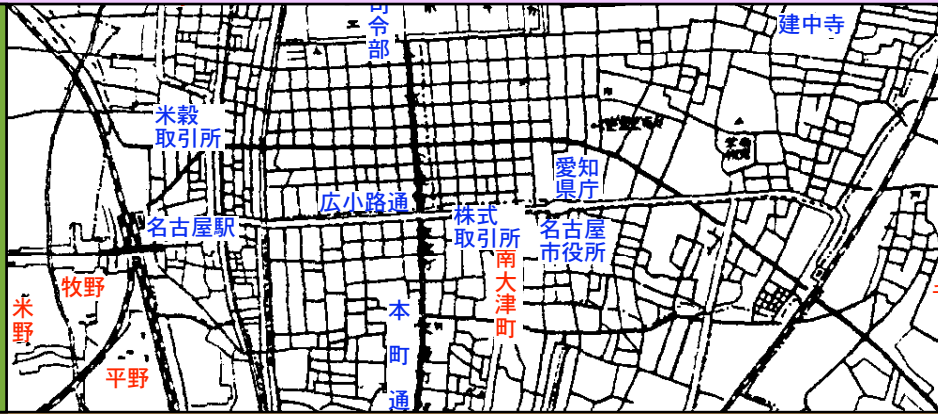 司令部
建中寺
米穀
取引所
愛知
県庁
広小路通
株式
取引所
名古屋駅
名古屋
市役所
南大津町
牧野
米野
本町通
平野